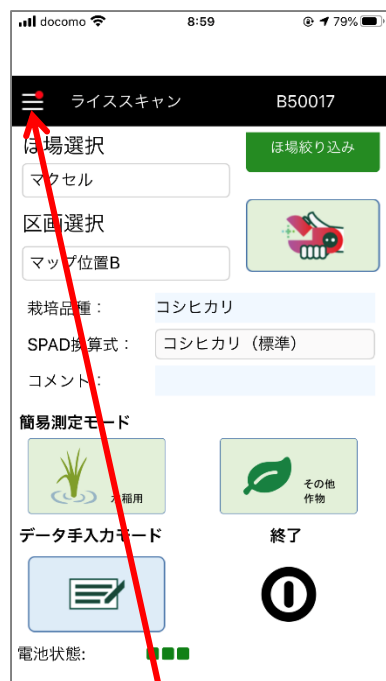 docomo 8:59 79%
ライススキャン B50017
ほ場選択 ほ場絞り込み
マクセル
区画選択
マップ位置B
栽培品種： コシヒカリ
SPAD換算式： コシヒカリ（標準）
コメント：
簡易測定モード
水稲用 その他
作物
データ手入力モード 終了
電池状態: